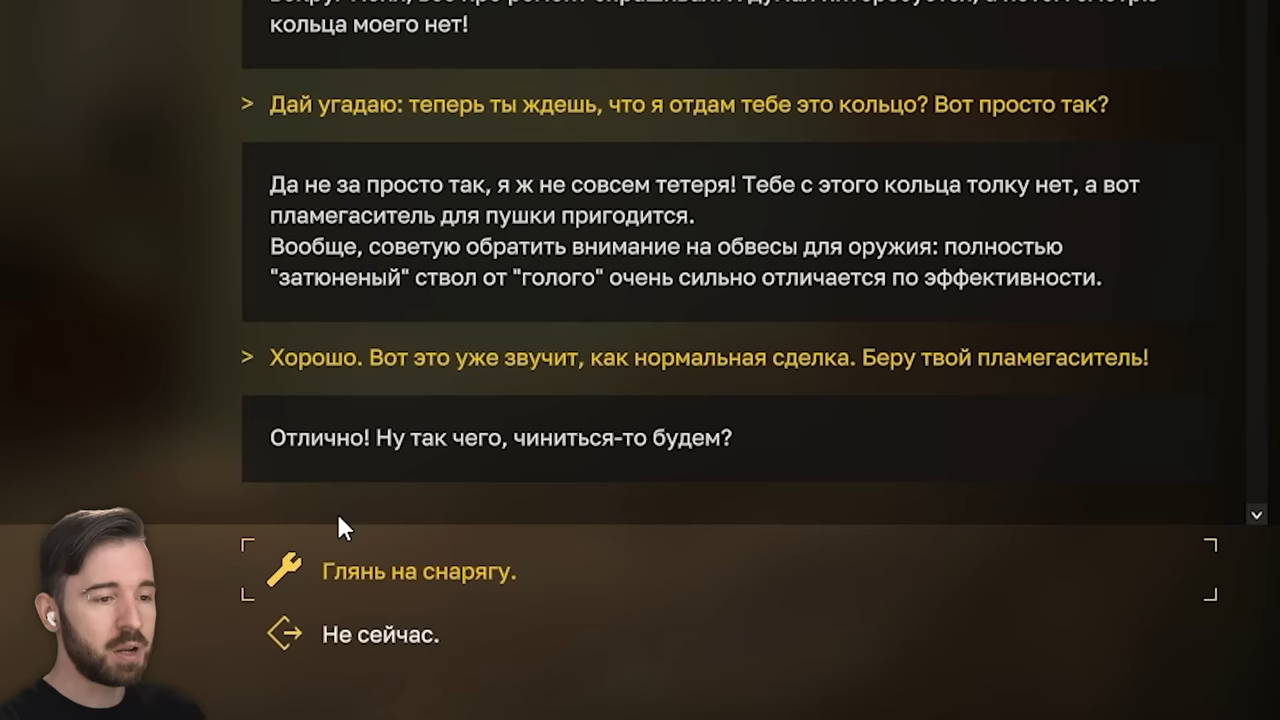 кольца моего нет!
> Дай угадаю: теперь ты ждешь, что я отдам тебе это кольцо? Вот просто так?
Да не за просто так, я ж не совсем тетеря! Тебе с этого кольца толку нет, а вот
пламегаситель для пушки пригодится.
Вообще, советую обратить внимание на обвесы для оружия: полностью
"затюненый" ствол от "голого" очень сильно отличается по эффективности.
> Хорошо. Вот это уже звучит, как нормальная сделка. Беру твой пламегаситель!
Отлично! Ну так чего, чиниться-то будем?
Глянь на снарягу.
Не сейчас.